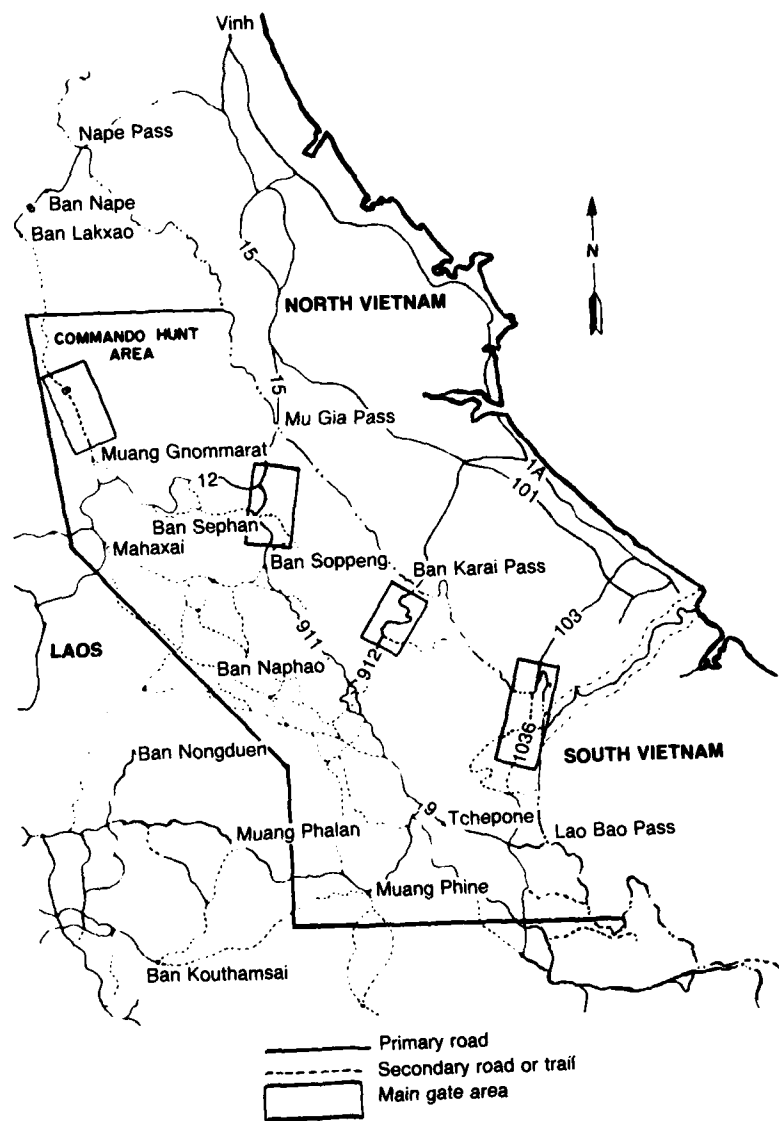 Vinh
Nape Pass
Ban Nape
Ban Lakxao
N
15
NORTH VIETNAM
COMMANDO HUNT
AREA
15
Mu Gia Pass
Muang Gnommarat
1A
12
101
Ban Sephan
Mahaxai
Ban Soppeng
Ban Karai Pass
911
103
LAOS
912
Ban Naphao
1036
Ban Nongduen
SOUTH VIETNAM
9
Tchepone
Muang Phalan
Lao Bao Pass
Muang Phine
Ban Kouthamsai
Primary road
Secondary road or trail
Main gate area